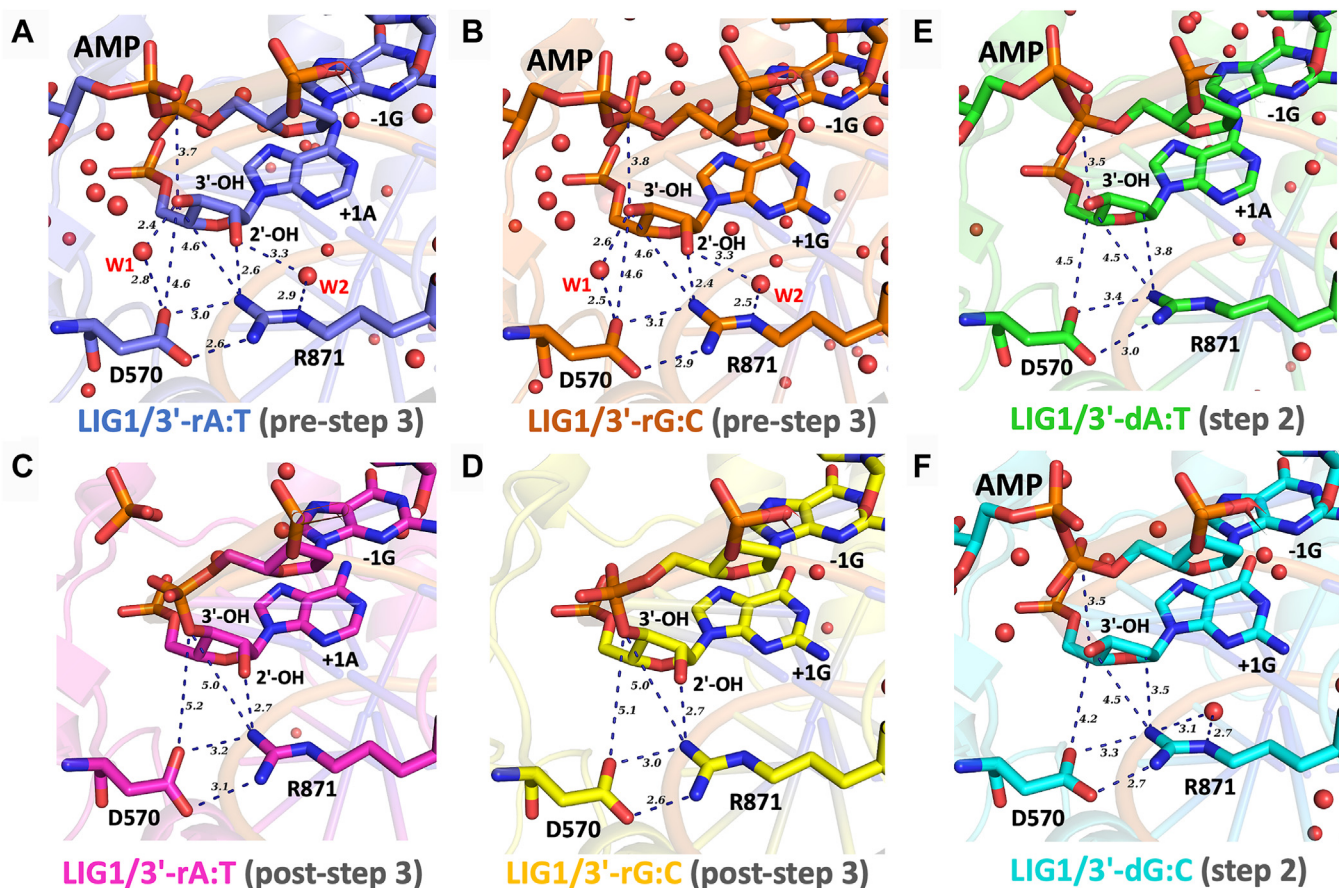 A
AMP
-1G
3.7
3'-OH
+1A
2.4
4.6
2'-OH
3.3
W1
2.6
2.8
4.6
W2
2.9
3.0
2.6
D570
R871
LIG1/3'-rA:T (pre-step 3)
B
AMP
-1G
3.8
3'-OH
+1G
2.6
4.6
2'-OH
3.3
W1
4.6
2.4
W2
2.5
2.5
3.1
2.9
D570
R871
LIG1/3'-rG:C (pre-step 3)
E
AMP
-1G
3.5
3'-OH
+1A
4.5
4.5
3.8
3.4
3.0
D570
R871
LIG1/3'-dA:T (step 2)
C
-1G
3'-OH
+1A
2'-OH
5.0
5.2
2.7
3.2
3.1
D570
R871
LIG1/3'-rA:T (post-step 3)
D
-1G
3'-OH
+1G
2'-OH
5.0
5.1
2.7
3.0
2.6
D570
R871
LIG1/3'-rG:C (post-step 3)
F
AMP
-1G
3.5
3'-OH
+1G
4.5
3.5
4.2
3.1
2.7
3.3
2.7
D570
R871
LIG1/3'-dG:C (step 2)